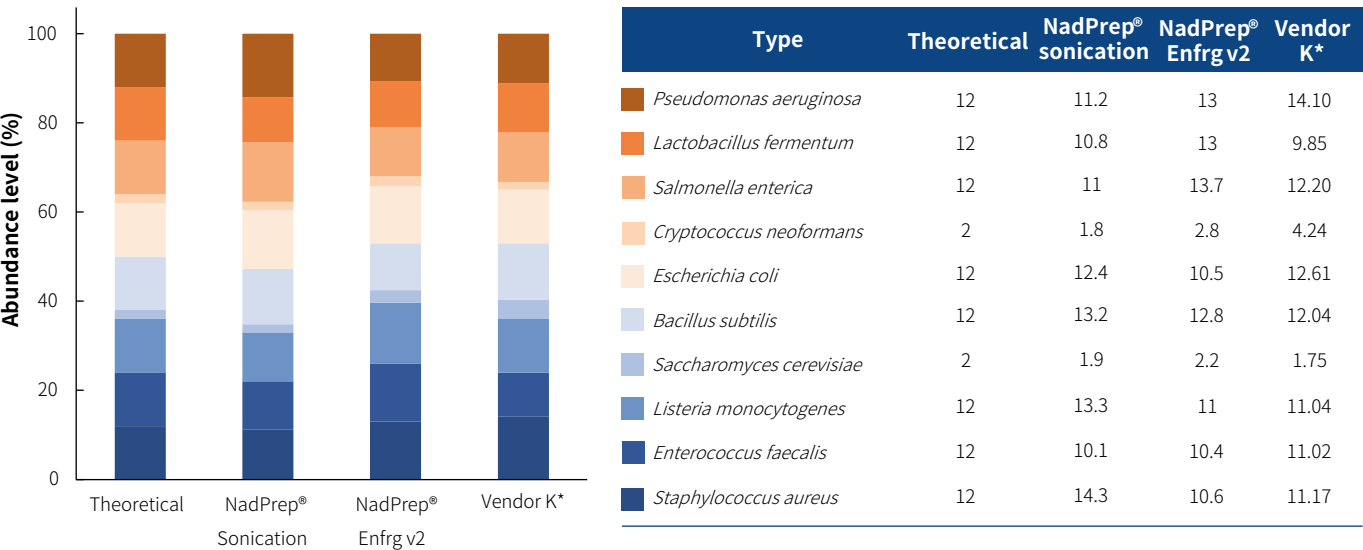 Abundance level (%)
100
80
60
40
20
0
Theoretical
NadPrep®
Sonication
NadPrep®
Enfrg v2
Vendor K*
Type Theoretical NadPrep® sonication NadPrep® Enfrg v2 Vendor K*
Pseudomonas aeruginosa 12 11.2 13 14.10
Lactobacillus fermentum 12 10.8 13 9.85
Salmonella enterica 12 11 13.7 12.20
Cryptococcus neoformans 2 1.8 2.8 4.24
Escherichia coli 12 12.4 10.5 12.61
Bacillus subtilis 12 13.2 12.8 12.04
Saccharomyces cerevisiae 2 1.9 2.2 1.75
Listeria monocytogenes 12 13.3 11 11.04
Enterococcus faecalis 12 10.1 10.4 11.02
Staphylococcus aureus 12 14.3 10.6 11.17